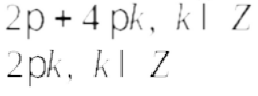 2p + 4 pk, k l Z
2pk, k l Z